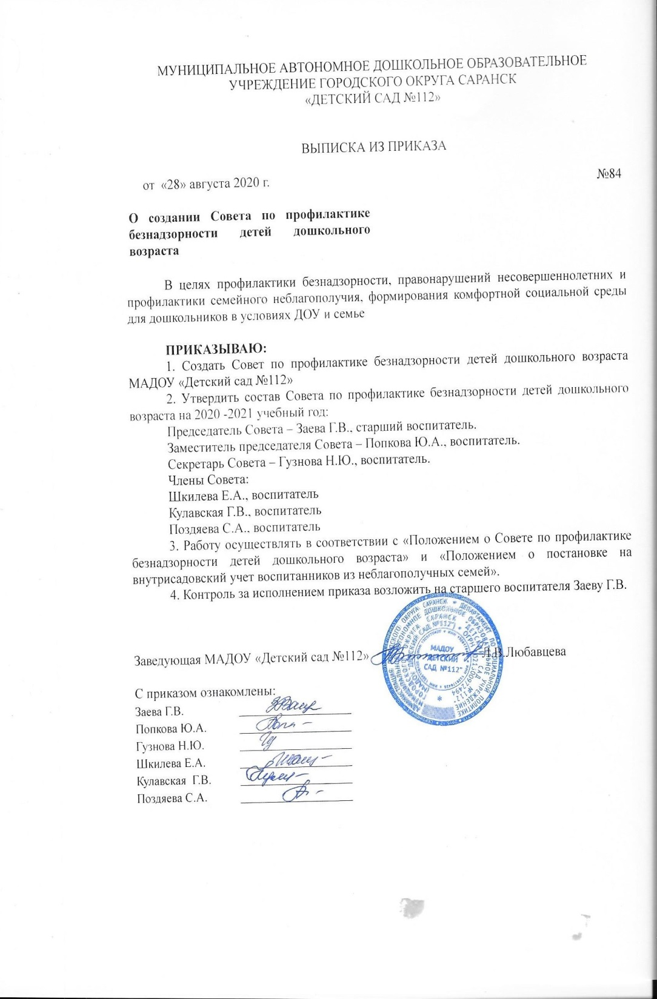 МУНИЦИПАЛЬНОЕ АВТОНОМНОЕ ДОШКОЛЬНОЕ ОБРАЗОВАТЕЛЬНОЕ
УЧРЕЖДЕНИЕ ГОРОДСКОГО ОКРУГА САРАНСК
«ДЕТСКИЙ САД №112»
ВЫПИСКА ИЗ ПРИКАЗА
от «28» августа 2020 г. №84
О создании Совета по профилактике
безнадзорности детей дошкольного
возраста
В целях профилактики безнадзорности, правонарушений несовершеннолетних и
профилактики семейного неблагополучия, формирования комфортной социальной среды
для дошкольников в условиях ДОУ и семье
ПРИКАЗЫВАЮ:
1. Создать Совет по профилактике безнадзорности детей дошкольного возраста
МАДОУ «Детский сад №112»
2. Утвердить состав Совета по профилактике безнадзорности детей дошкольного
возраста на 2020 -2021 учебный год:
Председатель Совета – Заева Г.В., старший воспитатель.
Заместитель председателя Совета – Попкова Ю.А., воспитатель.
Секретарь Совета – Гузнова Н.Ю., воспитатель.
Члены Совета:
Шкилева Е.А., воспитатель
Кулавская Г.В., воспитатель
Поздяева С.А., воспитатель
3. Работу осуществлять в соответствии с «Положением о Совете по профилактике
безнадзорности детей дошкольного возраста» и «Положением о постановке на
внутрисадовский учет воспитанников из неблагополучных семей».
4. Контроль за исполнением приказа возложить на старшего воспитателя Заеву Г.В.
Заведующая МАДОУ «Детский сад №112» Л.В.Любавцева
МАДОУ
"ДЕТСКИЙ
САД №112"
С приказом ознакомлены:
Заева Г.В.
Попкова Ю.А.
Гузнова Н.Ю.
Шкилева Е.А.
Кулавская Г.В.
Поздяева С.А.